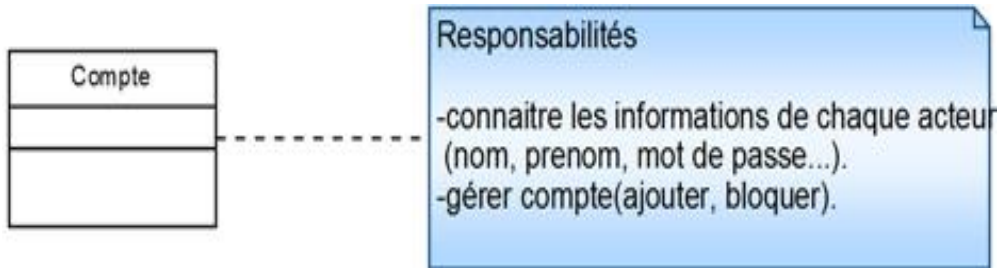 Compte
Responsabilités
-connaitre les informations de chaque acteur
(nom, prenom, mot de passe...).
-gérer compte(ajouter, bloquer).